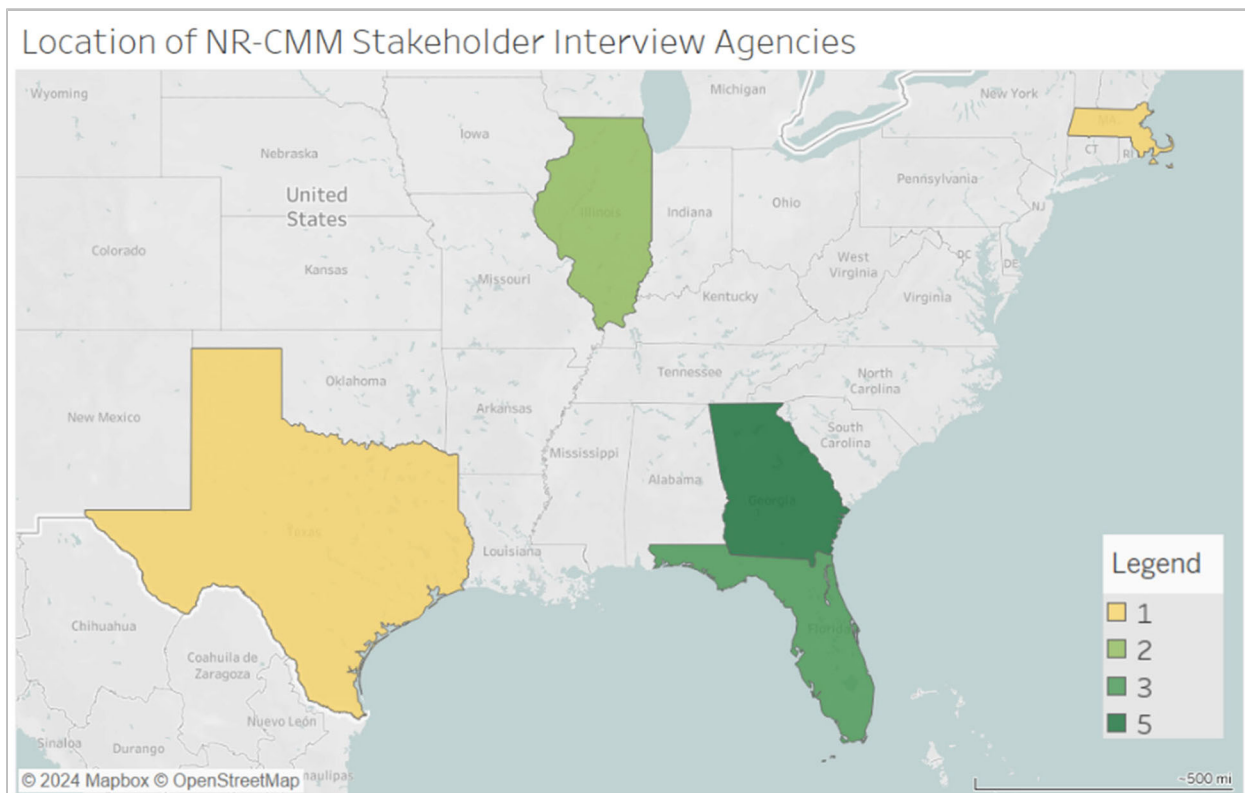 Location of NR-CMM Stakeholder Interview Agencies
Wyoming
Michigan
New York
MA
Iowa
Nebraska
CT
RI
Pennsylvania
United
States
Illinois
Indiana
Ohio
NJ
Colorado
Kansas
Missouri
West
Virginia
DC
DE
Kentucky
Virginia
Oklahoma
Tennessee
North
Carolina
New Mexico
Arkansas
South
Carolina
Mississippi
Alabama
Georgia
Texas
Louisiana
Legend
1
2
3
5
Chihuahua
Florida
Coahuila de
Zaragoza
Nuevo León
Sinaloa
Durango
© 2024 Mapbox © OpenStreetMap
~500 mi